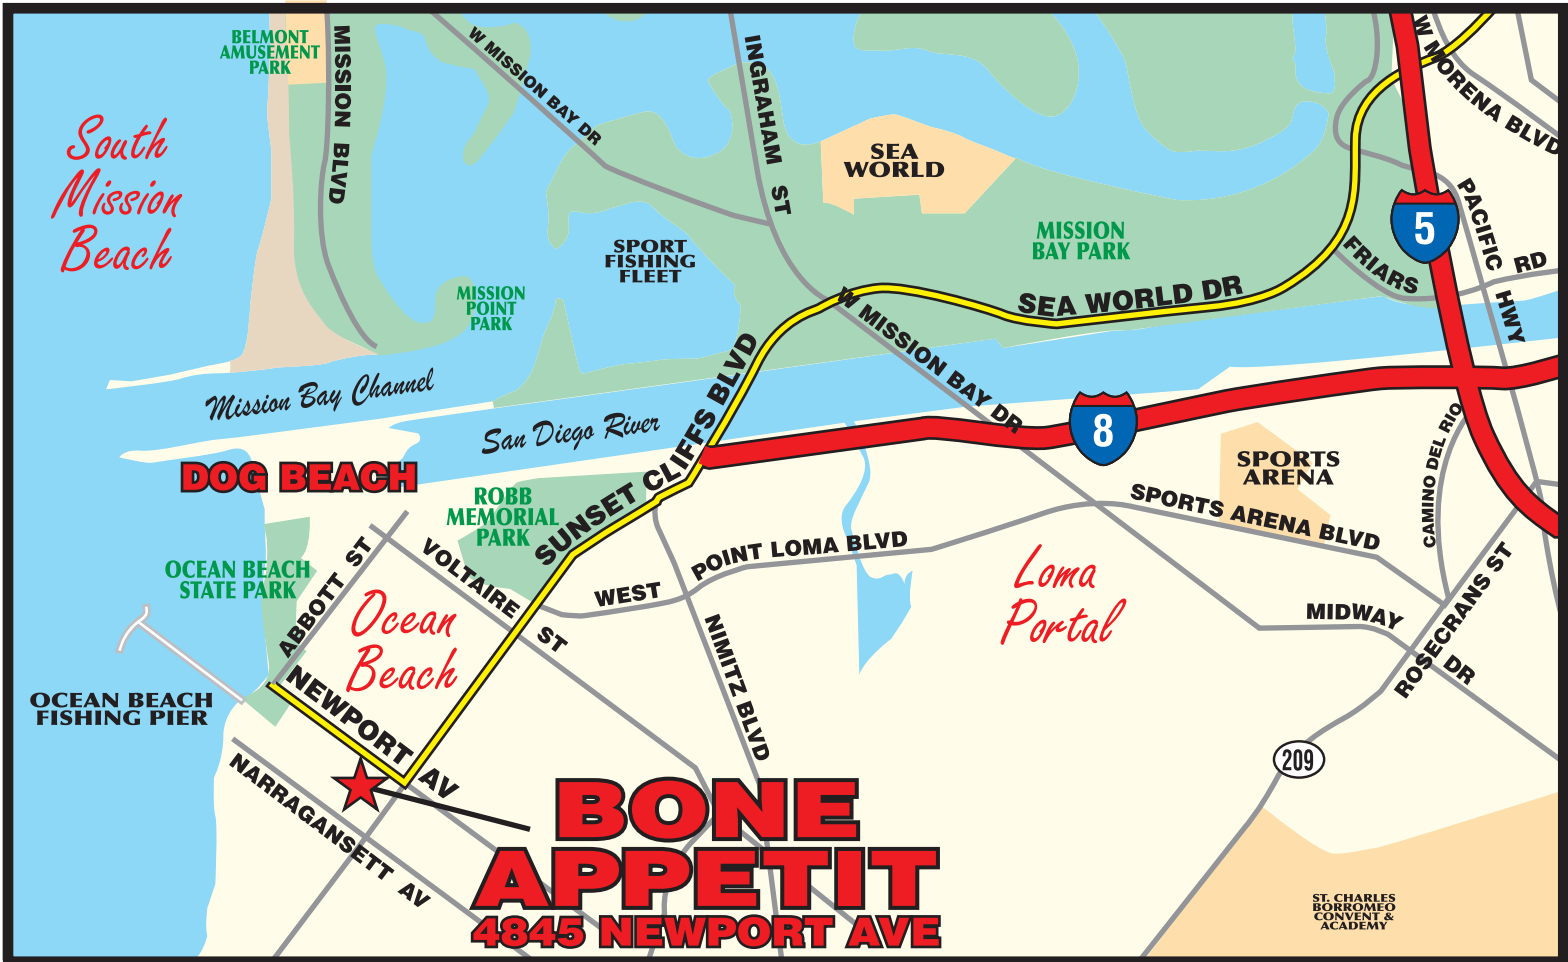 BELMONT
AMUSEMENT
PARK
MISSION BLVD
W MISSION BAY DR
INGRAHAM ST
W MORENA BLVD
South
Mission
Beach
SEA
WORLD
MISSION
BAY PARK
5
PACIFIC HWY
FRIARS RD
SPORT
FISHING
FLEET
MISSION
POINT
PARK
SEA WORLD DR
W MISSION BAY DR
Mission Bay Channel
San Diego River
SUNSET CLIFFS BLVD
8
DOG BEACH
ROBB
MEMORIAL
PARK
SPORTS
ARENA
CAMINO DEL RIO
SPORTS ARENA BLVD
OCEAN BEACH
STATE PARK
ABBOTT ST
VOLTAIRE ST
WEST POINT LOMA BLVD
Ocean
Beach
Loma
Portal
NIMITZ BLVD
MIDWAY DR
ROSECRANS ST
OCEAN BEACH
FISHING PIER
NEWPORT AV
NARRAGANSETT AV
209
BONE
APPETIT
4845 NEWPORT AVE
ST. CHARLES
BORROMEO
CONVENT &
ACADEMY